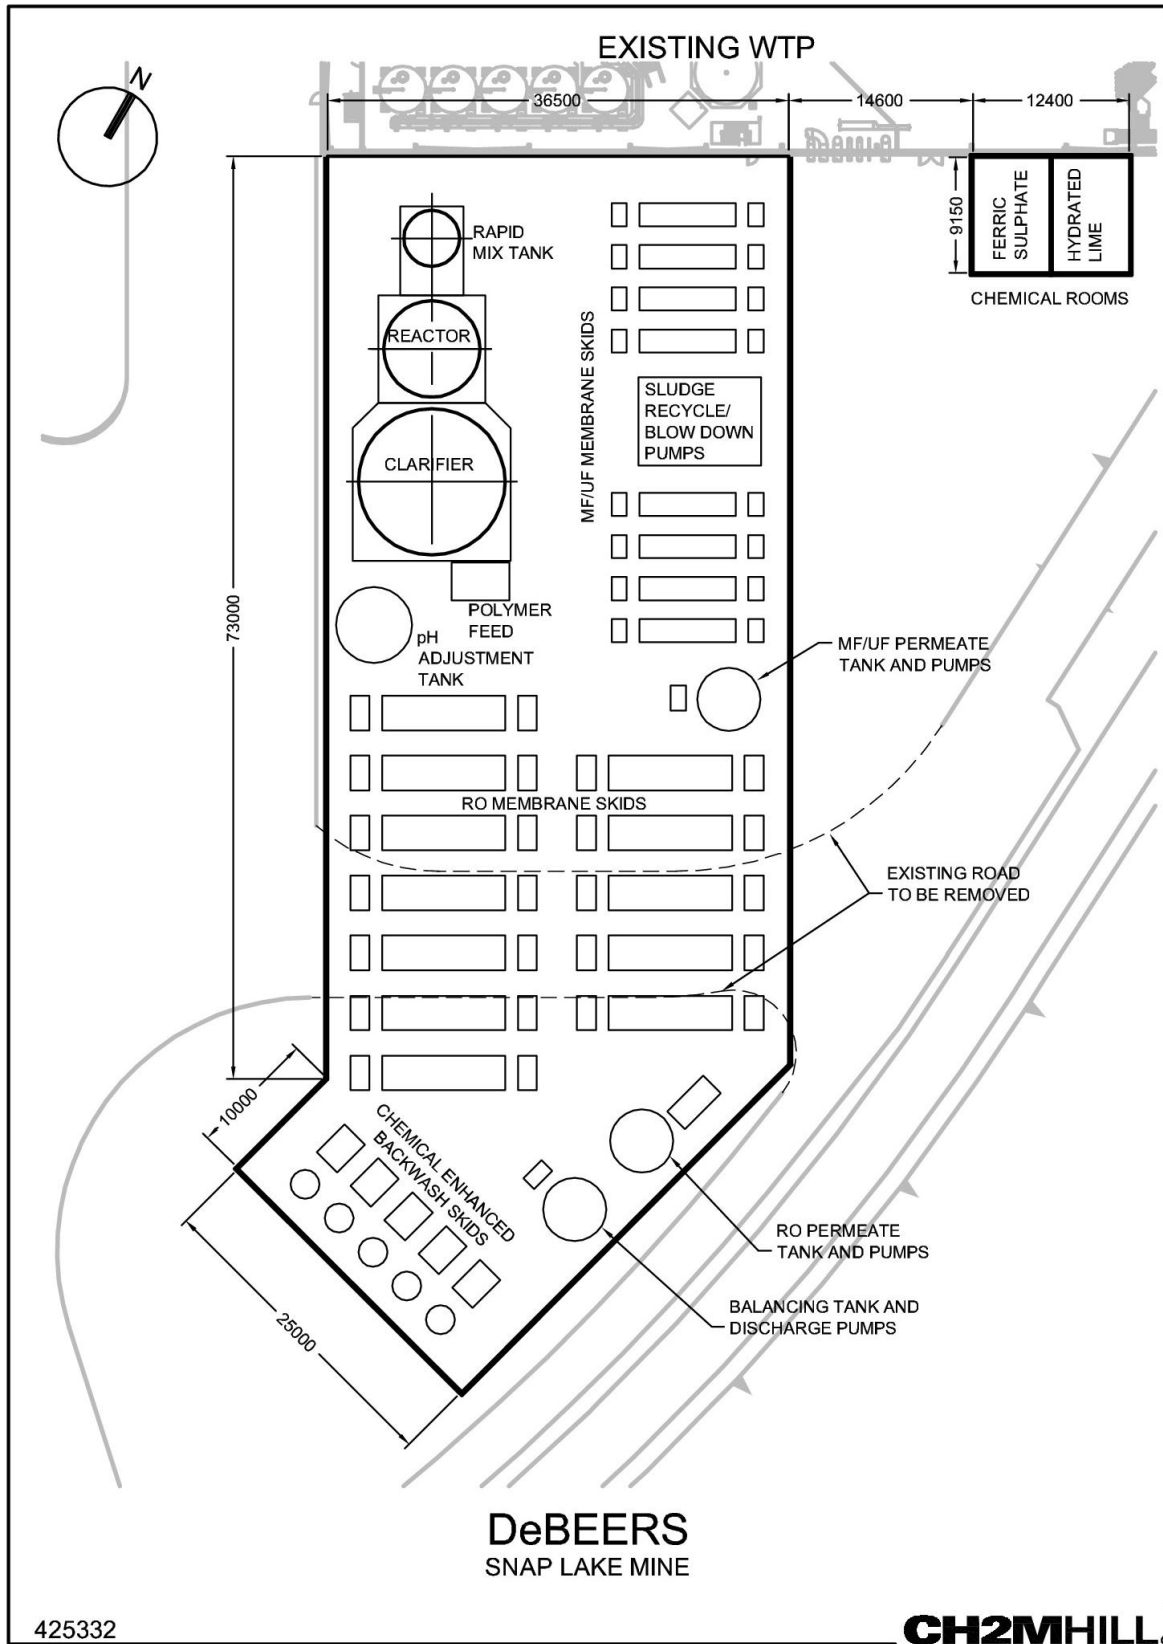 EXISTING WTP
N
36500
14600
12400
73000
9150
FERRIC
SULPHATE
HYDRATED
LIME
CHEMICAL ROOMS
RAPID
MIX TANK
REACTOR
CLARIFIER
MF/UF MEMBRANE SKIDS
SLUDGE
RECYCLE/
BLOW DOWN
PUMPS
POLYMER
FEED
pH
ADJUSTMENT
TANK
MF/UF PERMEATE
TANK AND PUMPS
RO MEMBRANE SKIDS
EXISTING ROAD
TO BE REMOVED
10000
CHEMICAL ENHANCED
BACKWASH SKIDS
25000
RO PERMEATE
TANK AND PUMPS
BALANCING TANK AND
DISCHARGE PUMPS
DeBEERS
SNAP LAKE MINE
425332
CH2MHILL.